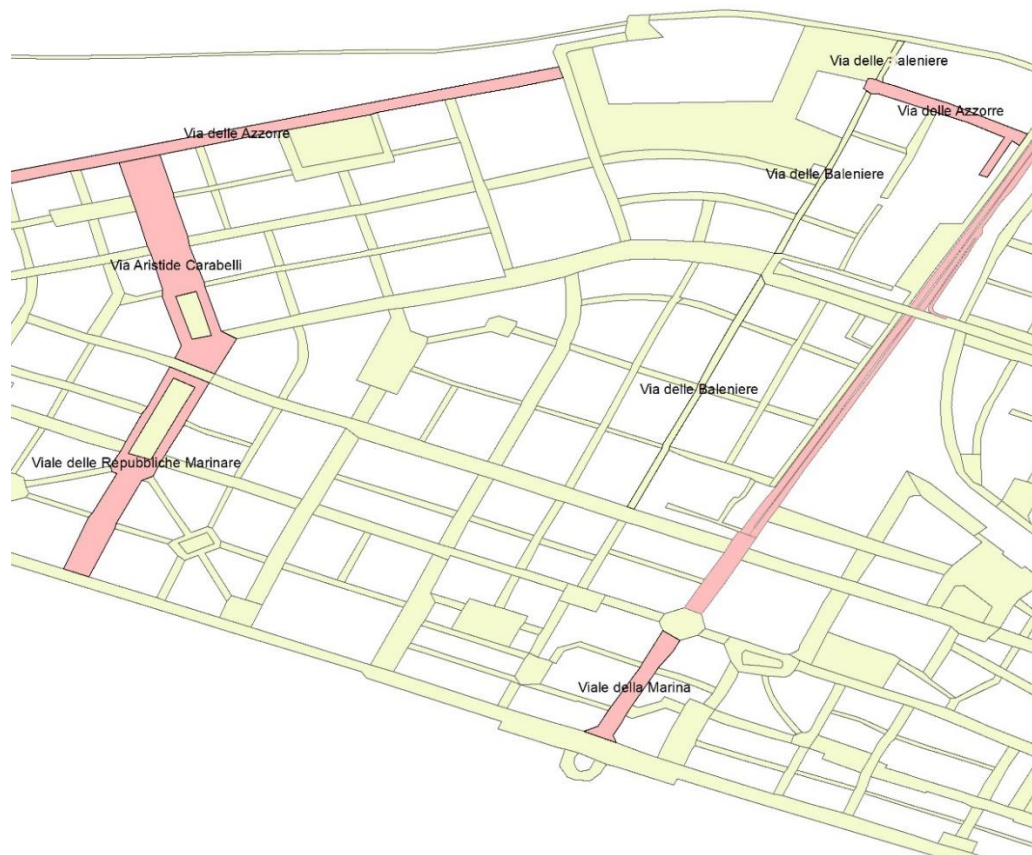 Via delle Baleniere
Via delle Azzorre
Via delle Azzorre
Via delle Baleniere
Via Aristide Carabelli
Via delle Baleniere
Viale delle Repubbliche Marinare
Viale della Marina